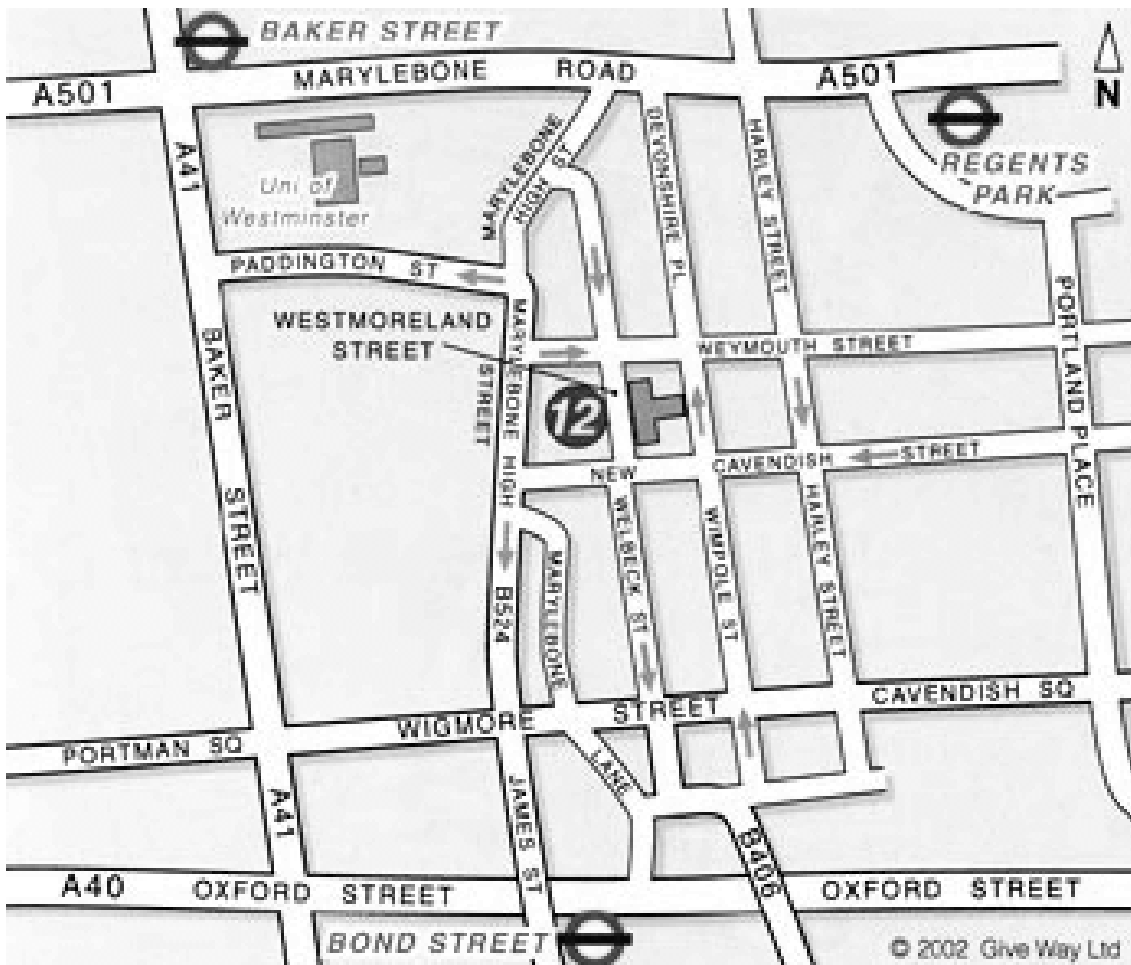 BAKER STREET
MARYLEBONE ROAD
A501
A501
N
A41
Uni of
Westminster
MARYLEBONE
HIGH ST
DEVONSHIRE PL
HARLEY STREET
REGENTS
PARK
PADDINGTON ST
WESTMORELAND
STREET
MARYLEBONE HIGH
STREET
WEYMOUTH STREET
PORTLAND PLACE
BAKER STREET
12
NEW CAVENDISH STREET
WELBECK ST
WIMPOLE ST
HARLEY STREET
MARYLEBONE
LANE
B524
WIGMORE STREET
CAVENDISH SQ
PORTMAN SQ
A41
JAMES ST
B406
A40 OXFORD STREET
OXFORD STREET
BOND STREET
© 2002 Give Way Ltd